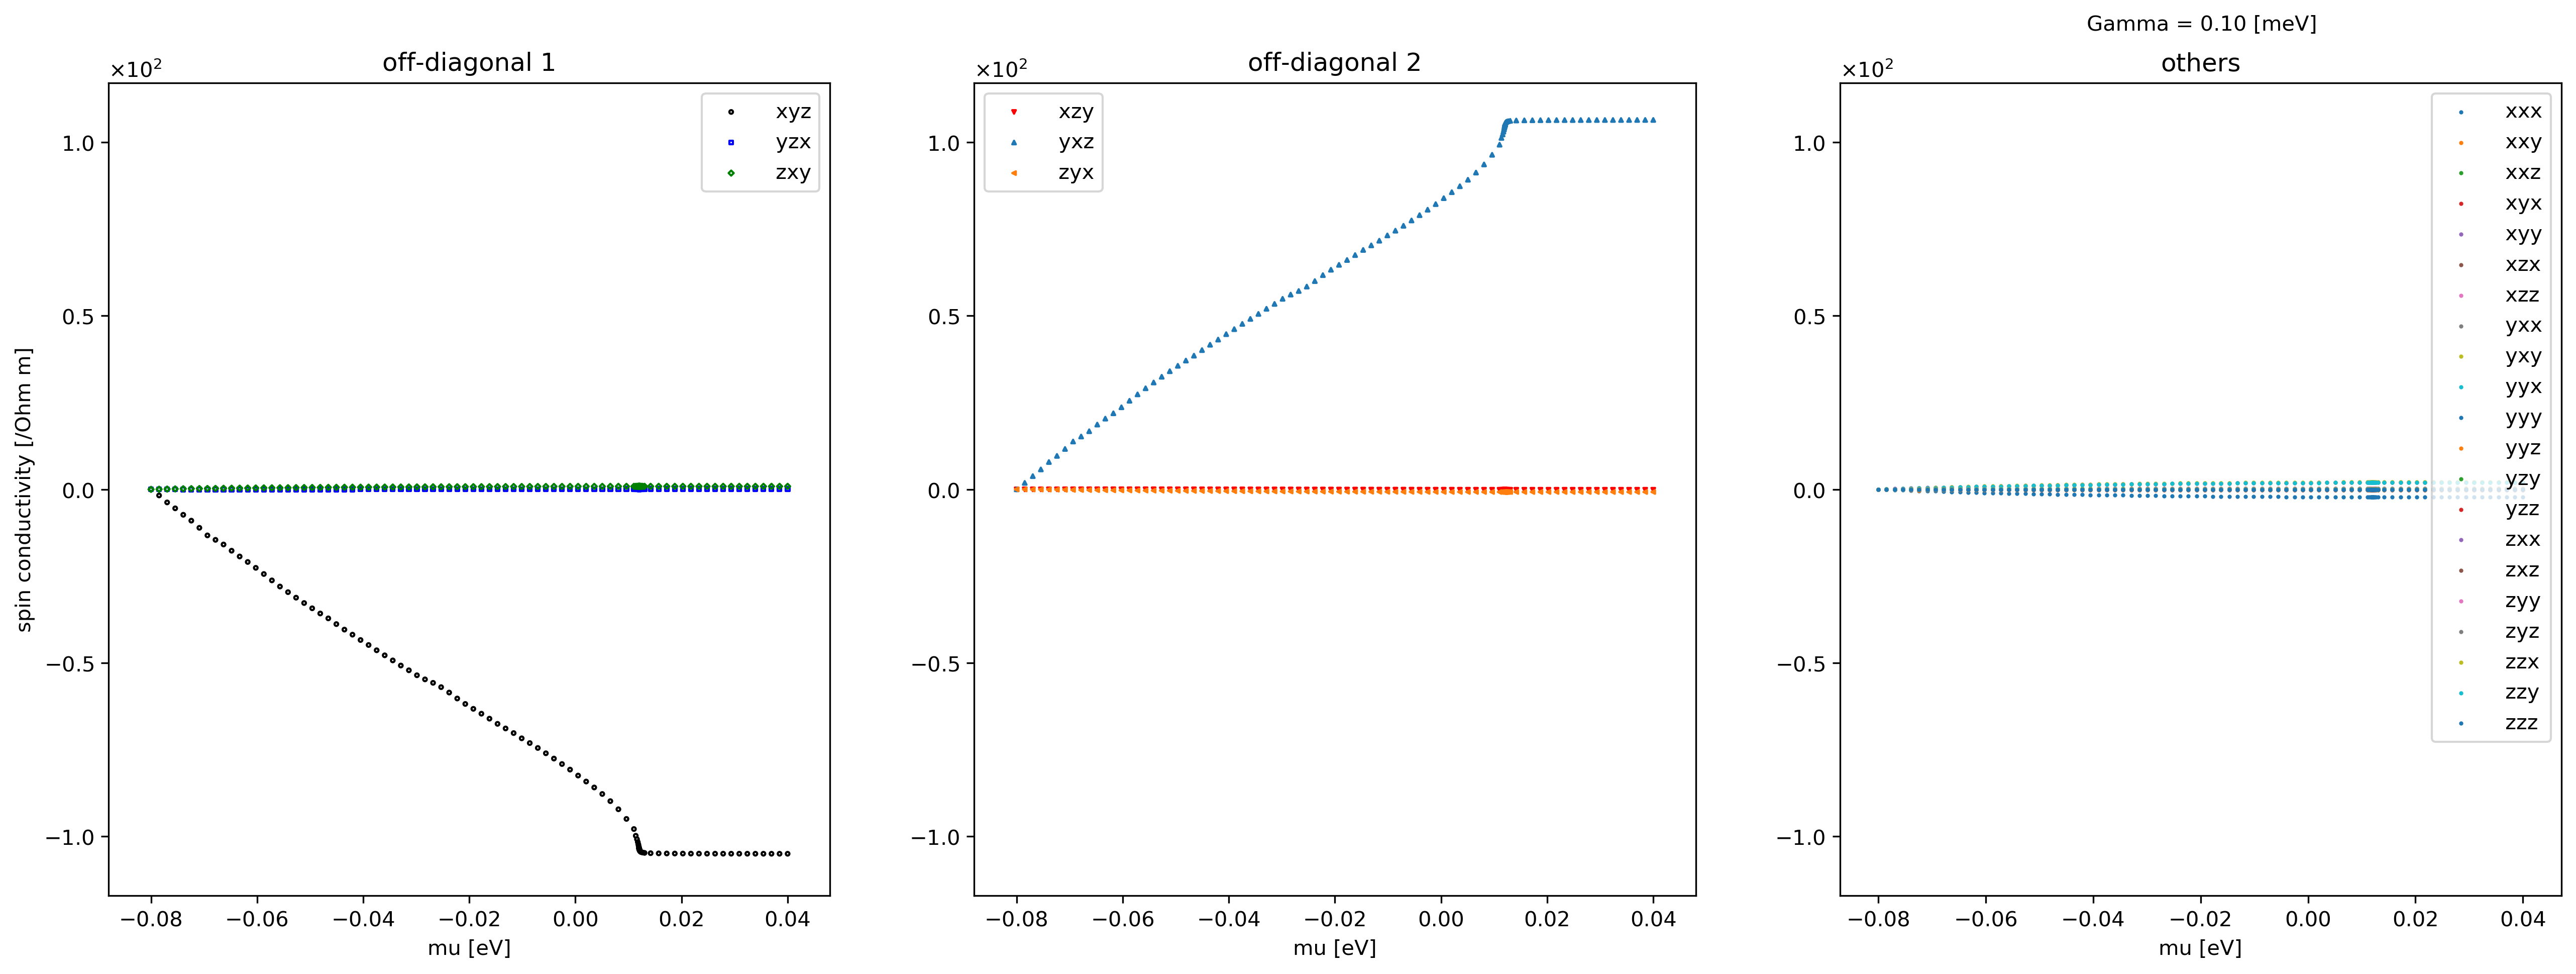 Gamma = 0.10 [meV]
off-diagonal 1
×10²
xyz
yzx
zxy
1.0
0.5
0.0
−0.5
−1.0
spin conductivity [/Ohm m]
−0.08 −0.06 −0.04 −0.02 0.00 0.02 0.04
mu [eV]
off-diagonal 2
×10²
xzy
yxz
zyx
1.0
0.5
0.0
−0.5
−1.0
−0.08 −0.06 −0.04 −0.02 0.00 0.02 0.04
mu [eV]
others
×10²
xxx
xxy
xxz
xyx
xyy
xzx
xzz
yxx
yxy
yyx
yyy
yyz
yzy
yzz
zxx
zxz
zyy
zyz
zzx
zzy
zzz
1.0
0.5
0.0
−0.5
−1.0
−0.08 −0.06 −0.04 −0.02 0.00 0.02 0.04
mu [eV]